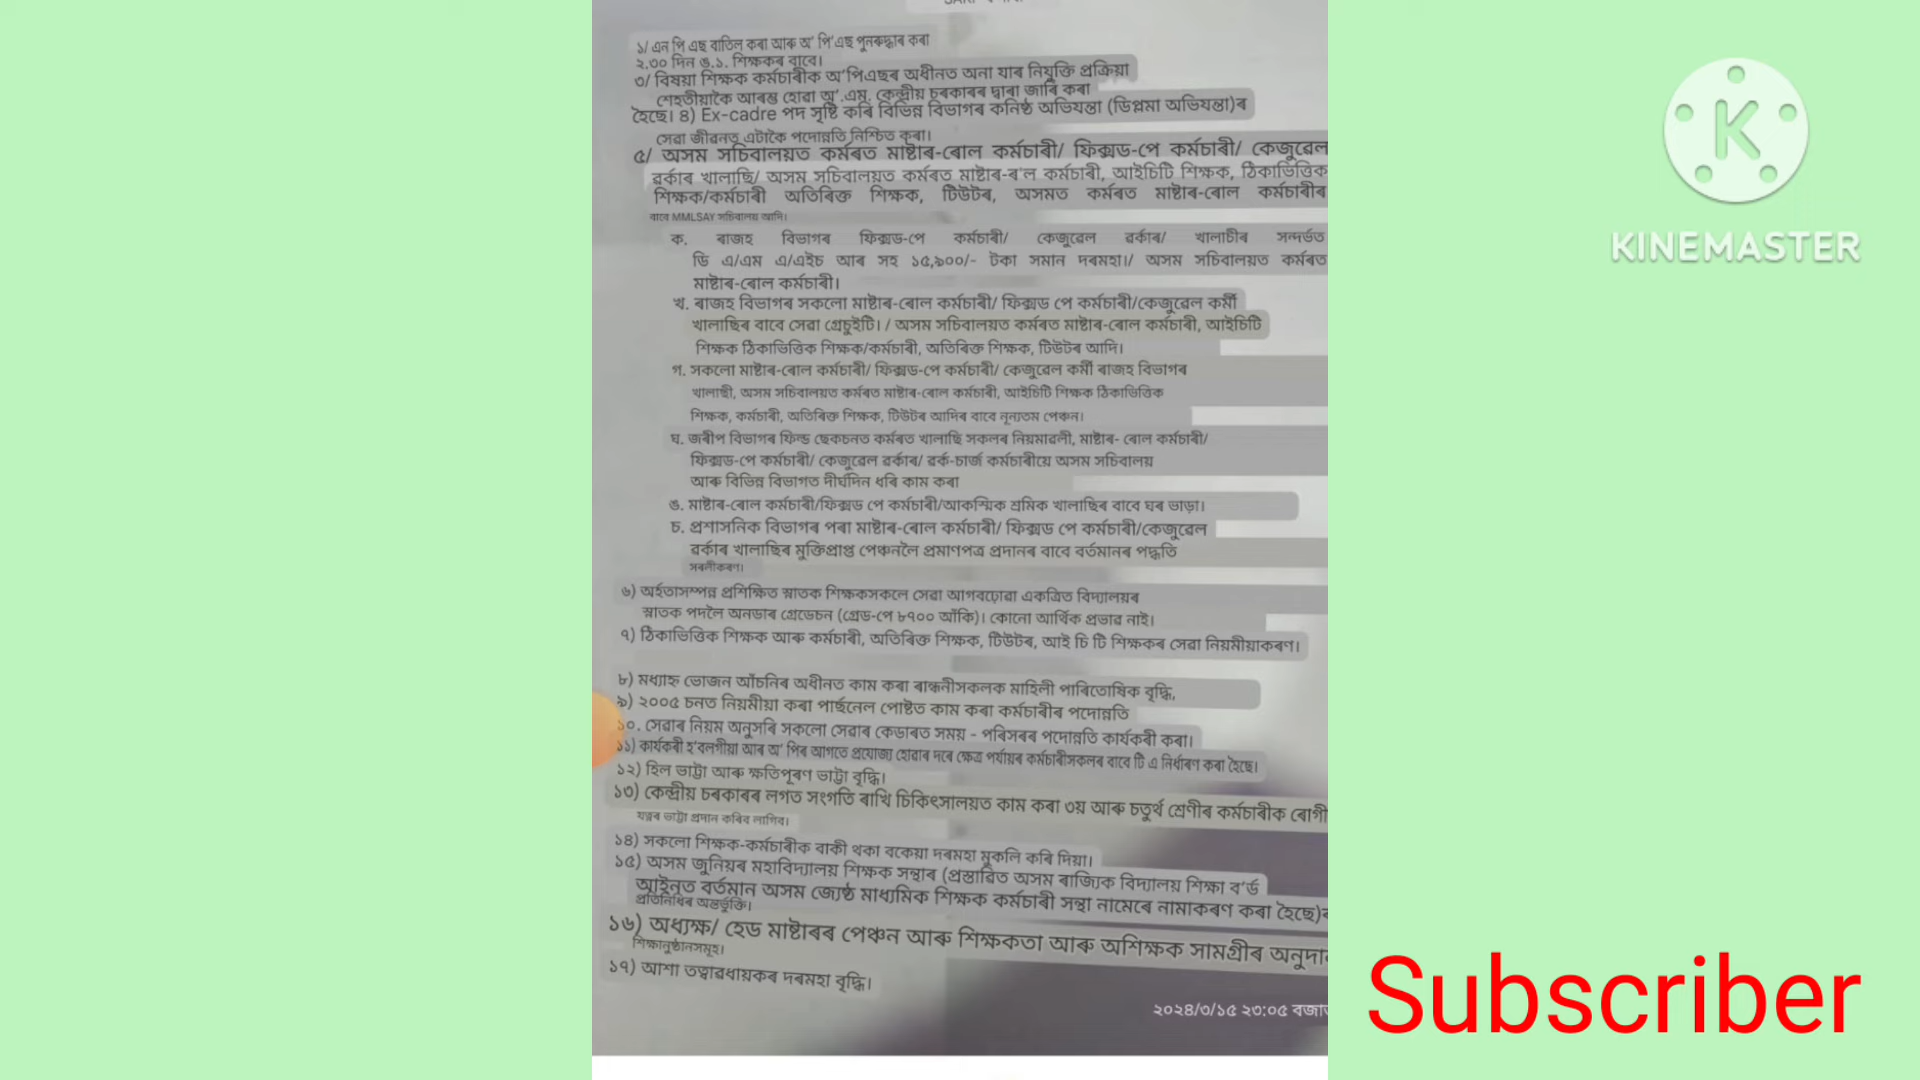 ১/ এন পি এছ বাতিল কৰা আৰু অ' পি'এছ পুনৰুদ্ধাৰ কৰা
২.৩০ দিন ঙ.১. শিক্ষকৰ বাবে।
৩/ বিষয়া শিক্ষক কৰ্মচাৰীক অ'পিএছৰ অধীনত অনা যাৰ নিযুক্তি প্ৰক্ৰিয়া
শেহতীয়াকৈ আৰম্ভ হোৱা অ'.এম. কেন্দ্ৰীয় চৰকাৰৰ দ্বাৰা জাৰি কৰা
হৈছে। ৪) Ex-cadre পদ সৃষ্টি কৰি বিভিন্ন বিভাগৰ কনিষ্ঠ অভিযন্তা (ডিপ্লমা অভিযন্তা)ৰ
সেৱা জীৱনত এটাকৈ পদোন্নতি নিশ্চিত কৰা।
৫/ অসম সচিবালয়ত কৰ্মৰত মাষ্টাৰ-ৰোল কৰ্মচাৰী/ ফিক্সড-পে কৰ্মচাৰী/ কেজুৱেল
ৱৰ্কাৰ খালাছি/ অসম সচিবালয়ত কৰ্মৰত মাষ্টাৰ-ৰ'ল কৰ্মচাৰী, আইচিটি শিক্ষক, ঠিকাভিত্তিক
শিক্ষক/কৰ্মচাৰী অতিৰিক্ত শিক্ষক, টিউটৰ, অসমত কৰ্মৰত মাষ্টাৰ-ৰোল কৰ্মচাৰীৰ
বাবে MMLSAY সচিবালয় আদি।
ক. ৰাজহ বিভাগৰ ফিক্সড-পে কৰ্মচাৰী/ কেজুৱেল ৱৰ্কাৰ/ খালাচীৰ সন্দৰ্ভত
ডি এ/এম এ/এইচ আৰ সহ ১৫,৯০০/- টকা সমান দৰমহা।/ অসম সচিবালয়ত কৰ্মৰত
মাষ্টাৰ-ৰোল কৰ্মচাৰী।
খ. ৰাজহ বিভাগৰ সকলো মাষ্টাৰ-ৰোল কৰ্মচাৰী/ ফিক্সড পে কৰ্মচাৰী/কেজুৱেল কৰ্মী
খালাছিৰ বাবে সেৱা গ্ৰেচুইটি। / অসম সচিবালয়ত কৰ্মৰত মাষ্টাৰ-ৰোল কৰ্মচাৰী, আইচিটি
শিক্ষক ঠিকাভিত্তিক শিক্ষক/কৰ্মচাৰী, অতিৰিক্ত শিক্ষক, টিউটৰ আদি।
গ. সকলো মাষ্টাৰ-ৰোল কৰ্মচাৰী/ ফিক্সড-পে কৰ্মচাৰী/ কেজুৱেল কৰ্মী ৰাজহ বিভাগৰ
খালাছী, অসম সচিবালয়ত কৰ্মৰত মাষ্টাৰ-ৰোল কৰ্মচাৰী, আইচিটি শিক্ষক ঠিকাভিত্তিক
শিক্ষক, কৰ্মচাৰী, অতিৰিক্ত শিক্ষক, টিউটৰ আদিৰ বাবে নূন্যতম পেঞ্চন।
ঘ. জৰীপ বিভাগৰ ফিল্ড ছেকচনত কৰ্মৰত খালাছি সকলৰ নিয়মাৱলী, মাষ্টাৰ- ৰোল কৰ্মচাৰী/
ফিক্সড-পে কৰ্মচাৰী/ কেজুৱেল ৱৰ্কাৰ/ ৱৰ্ক-চাৰ্জ কৰ্মচাৰীয়ে অসম সচিবালয়
আৰু বিভিন্ন বিভাগত দীৰ্ঘদিন ধৰি কাম কৰা
ঙ. মাষ্টাৰ-ৰোল কৰ্মচাৰী/ফিক্সড পে কৰ্মচাৰী/আকস্মিক শ্ৰমিক খালাছিৰ বাবে ঘৰ ভাড়া।
চ. প্ৰশাসনিক বিভাগৰ পৰা মাষ্টাৰ-ৰোল কৰ্মচাৰী/ ফিক্সড পে কৰ্মচাৰী/কেজুৱেল
ৱৰ্কাৰ খালাছিৰ মুক্তিপ্ৰাপ্ত পেঞ্চনলৈ প্ৰমাণপত্ৰ প্ৰদানৰ বাবে বৰ্তমানৰ পদ্ধতি
সৰলীকৰণ।
৬) অৰ্হতাসম্পন্ন প্ৰশিক্ষিত স্নাতক শিক্ষকসকলে সেৱা আগবঢ়োৱা একত্ৰিত বিদ্যালয়ৰ
স্নাতক পদলৈ অনডাৰ গ্ৰেডেচন (গ্ৰেড-পে ৮৭০০ আঁকি)। কোনো আৰ্থিক প্ৰভাৱ নাই।
৭) ঠিকাভিত্তিক শিক্ষক আৰু কৰ্মচাৰী, অতিৰিক্ত শিক্ষক, টিউটৰ, আই চি টি শিক্ষকৰ সেৱা নিয়মীয়াকৰণ।
৮) মধ্যাহ্ন ভোজন আঁচনিৰ অধীনত কাম কৰা ৰান্ধনীসকলক মাহিলী পাৰিতোষিক বৃদ্ধি,
৯) ২০০৫ চনত নিয়মীয়া কৰা পাৰ্ছনেল পোষ্টত কাম কৰা কৰ্মচাৰীৰ পদোন্নতি
১০. সেৱাৰ নিয়ম অনুসৰি সকলো সেৱাৰ কেডাৰত সময় - পৰিসৰৰ পদোন্নতি কাৰ্যকৰী কৰা।
১১) কাৰ্যকৰী হ'বলগীয়া আৰ অ' পিৰ আগতে প্ৰযোজ্য হোৱাৰ দৰে ক্ষেত্ৰ পৰ্যায়ৰ কৰ্মচাৰীসকলৰ বাবে টি এ নিৰ্ধাৰণ কৰা হৈছে।
১২) হিল ভাট্টা আৰু ক্ষতিপূৰণ ভাট্টা বৃদ্ধি।
১৩) কেন্দ্ৰীয় চৰকাৰৰ লগত সংগতি ৰাখি চিকিৎসালয়ত কাম কৰা ৩য় আৰু চতুৰ্থ শ্ৰেণীৰ কৰ্মচাৰীক ৰোগী
যত্নৰ ভাট্টা প্ৰদান কৰিব লাগিব।
১৪) সকলো শিক্ষক-কৰ্মচাৰীক বাকী থকা বকেয়া দৰমহা মুকলি কৰি দিয়া।
১৫) অসম জুনিয়ৰ মহাবিদ্যালয় শিক্ষক সন্থাৰ (প্ৰস্তাৱিত অসম ৰাজ্যিক বিদ্যালয় শিক্ষা ব'ৰ্ড
আইনত বৰ্তমান অসম জ্যেষ্ঠ মাধ্যমিক শিক্ষক কৰ্মচাৰী সন্থা নামেৰে নামাকৰণ কৰা হৈছে)ৰ
প্ৰতিনিধিৰ অন্তৰ্ভুক্তি।
১৬) অধ্যক্ষ/ হেড মাষ্টাৰৰ পেঞ্চন আৰু শিক্ষকতা আৰু অশিক্ষক সামগ্ৰীৰ অনুদান
শিক্ষানুষ্ঠানসমূহ।
১৭) আশা তত্বাৱধায়কৰ দৰমহা বৃদ্ধি।
২০২৪/৩/১৫ ২৩:০৫ বজাত
KINEMASTER
Subscriber